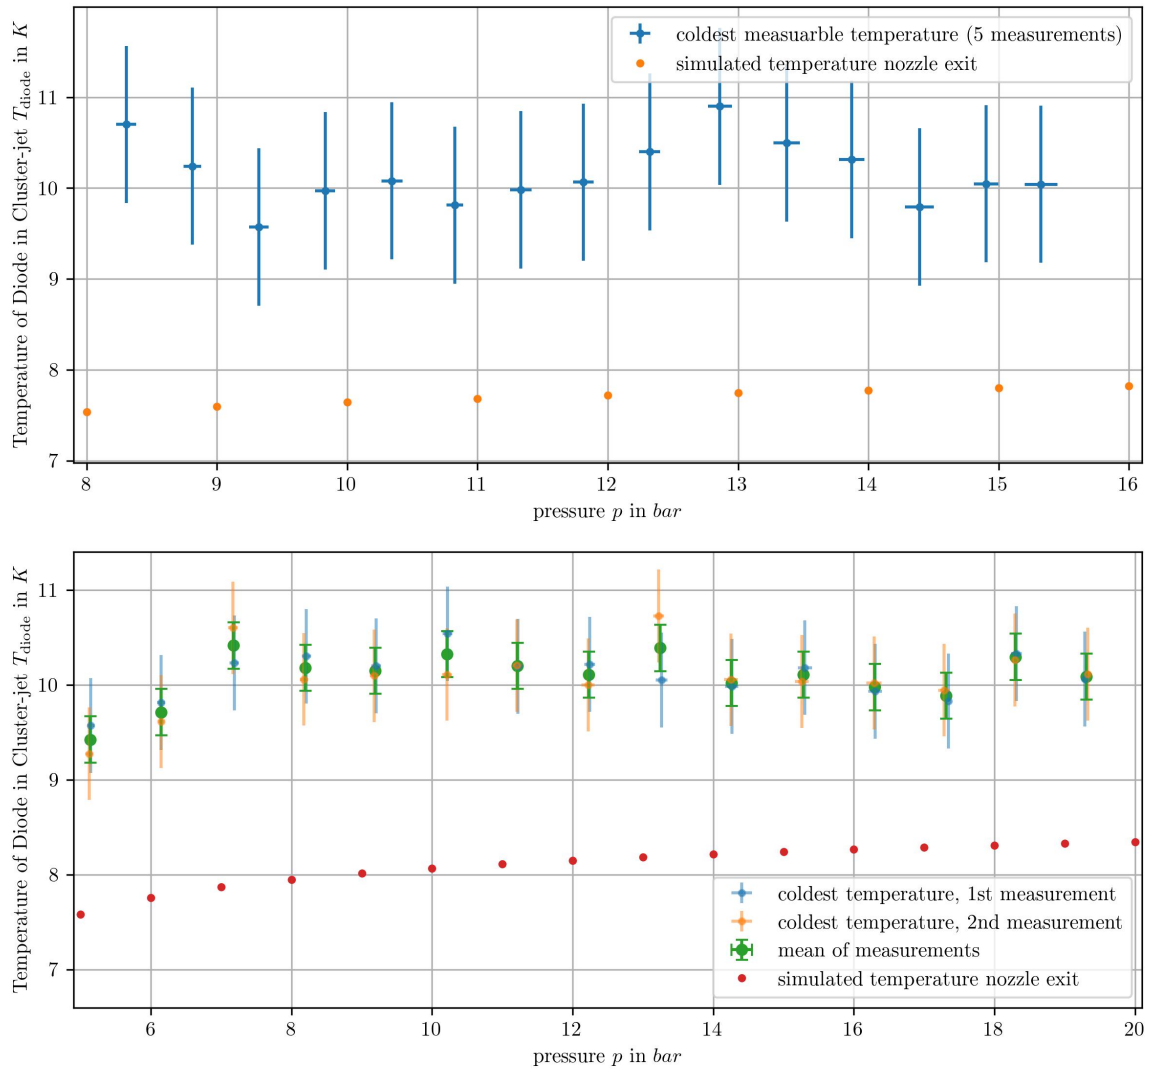 Temperature of Diode in Cluster-jet T_diode in K
coldest measuarble temperature (5 measurements)
simulated temperature nozzle exit
11
10
9
8
7
8 9 10 11 12 13 14 15 16
pressure p in bar
Temperature of Diode in Cluster-jet T_diode in K
11
10
9
8
7
coldest temperature, 1st measurement
coldest temperature, 2nd measurement
mean of measurements
simulated temperature nozzle exit
6 8 10 12 14 16 18 20
pressure p in bar